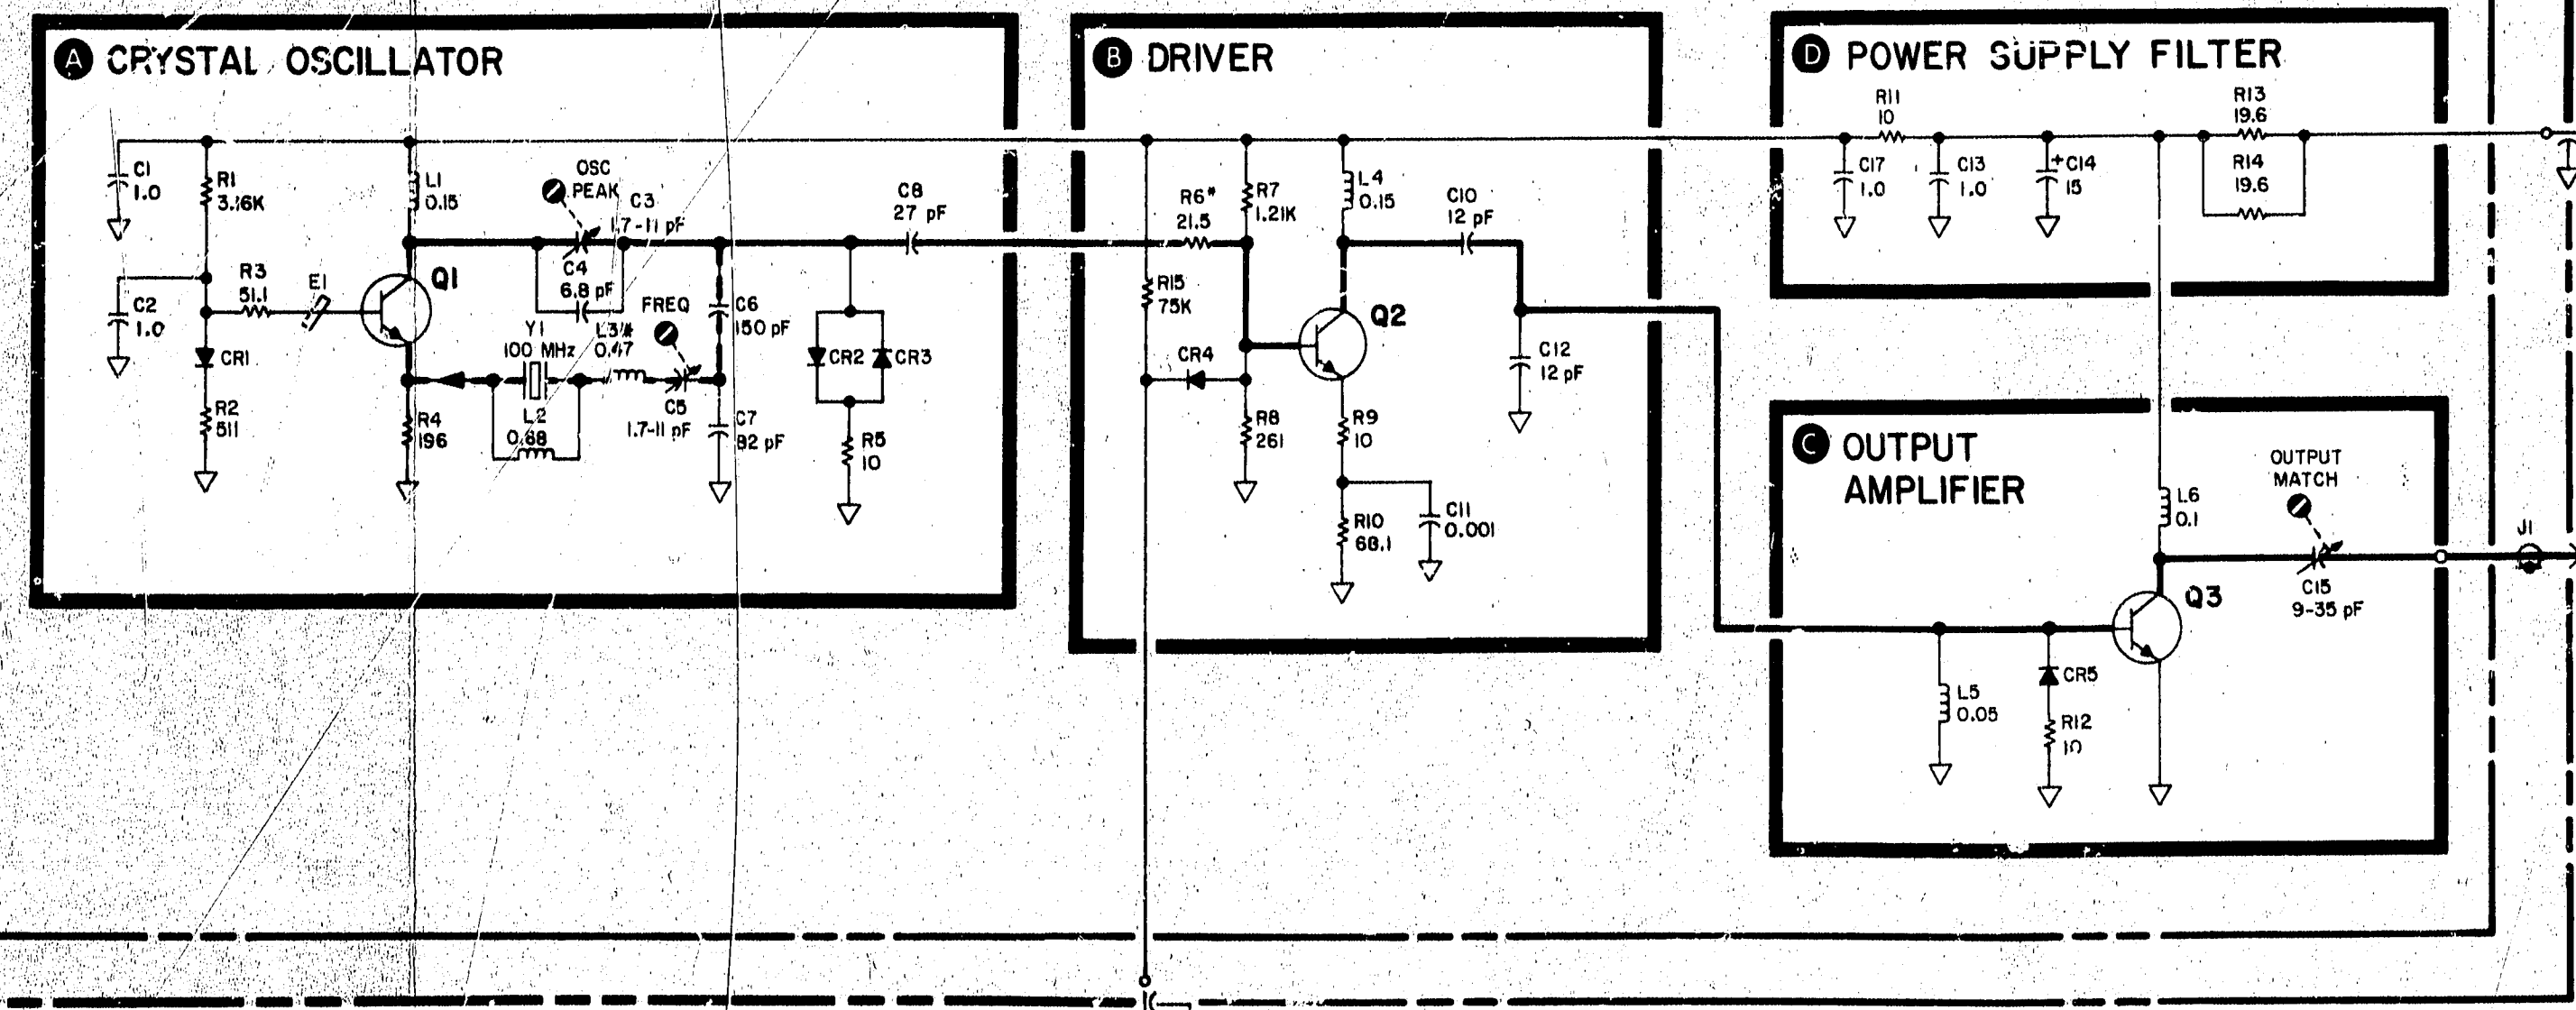 A CRYSTAL OSCILLATOR
C1
1.0
R1
3.16K
L1
0.15
OSC
PEAK
C3
1.7-11 pF
C8
27 pF
C2
1.0
R3
51.1
E1
Q1
C4
6.8 pF
FREQ
C6
150 pF
Y1
100 MHz
L3*
0.47
CR1
CR2
CR3
R2
511
R4
196
L2
0.68
C5
1.7-11 pF
C7
82 pF
R5
10
B DRIVER
R6*
21.5
R7
1.21K
L4
0.15
C10
12 pF
R15
75K
Q2
CR4
C12
12 pF
R8
261
R9
10
R10
68.1
C11
0.001
D POWER SUPPLY FILTER
R11
10
R13
19.6
C17
1.0
C13
1.0
+C14
15
R14
19.6
C OUTPUT
AMPLIFIER
L6
0.1
OUTPUT
MATCH
J1
C15
9-35 pF
Q3
CR5
L5
0.05
R12
10